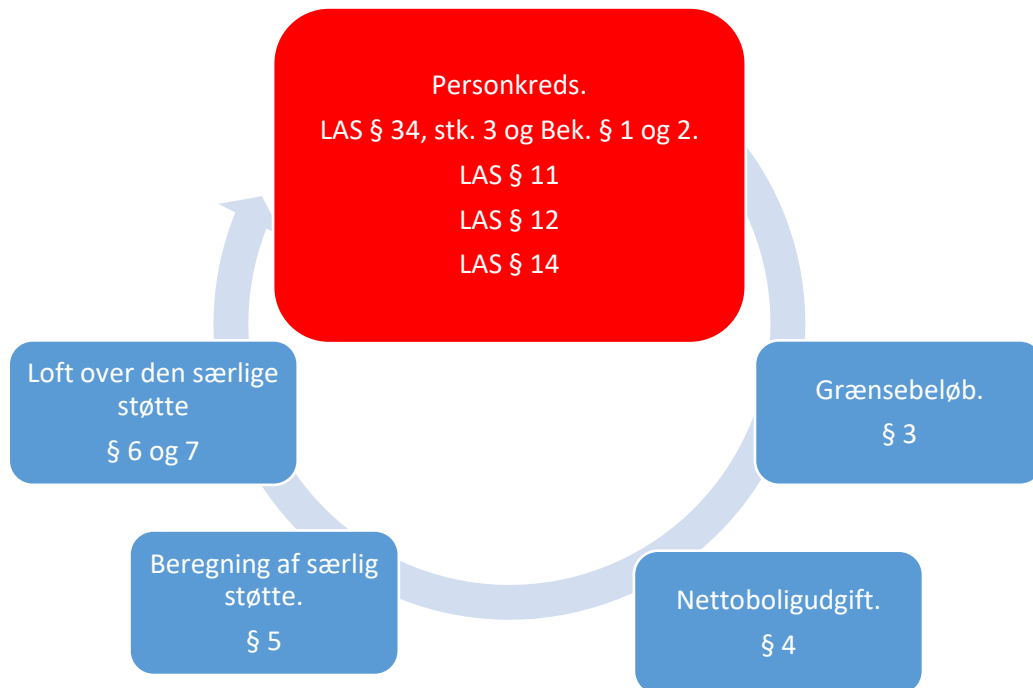 Personkreds.
LAS § 34, stk. 3 og Bek. § 1 og 2.
LAS § 11
LAS § 12
LAS § 14
Grænsebeløb.
§ 3
Nettoboligudgift.
§ 4
Beregning af særlig
støtte.
§ 5
Loft over den særlige
støtte
§ 6 og 7